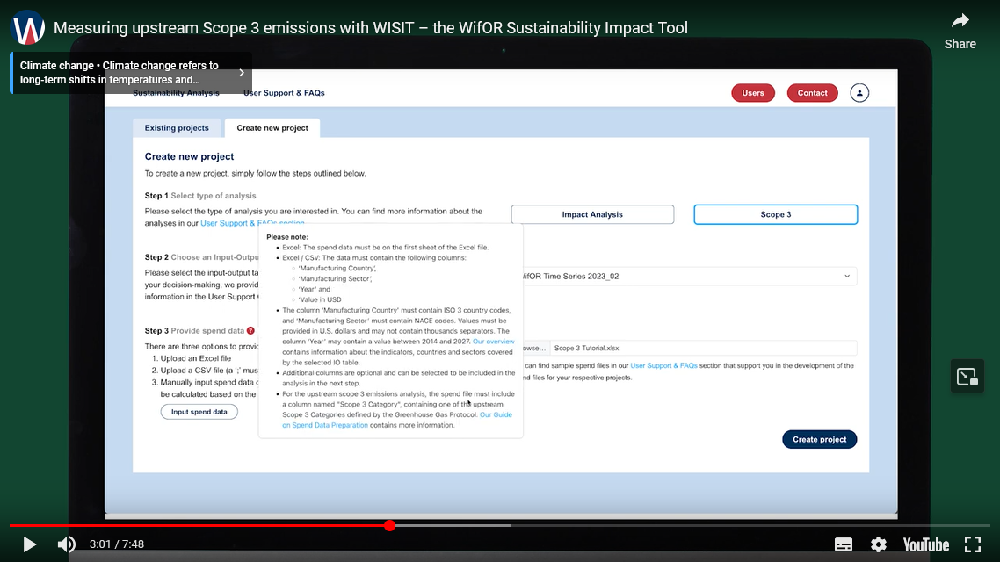 Measuring upstream Scope 3 emissions with WISIT – the WifOR Sustainability Impact Tool
Share
Climate change • Climate change refers to
long-term shifts in temperatures and...
Sustainability Analysis
User Support & FAQs
Users
Contact
Existing projects
Create new project
Create new project
To create a new project, simply follow the steps outlined below.
Step 1 Select type of analysis
Please select the type of analysis you are interested in. You can find more information about the
analyses in our User Support & FAQs section.
Impact Analysis
Scope 3
Step 2 Choose an Input-Outpu
Please select the input-output ta
your decision-making, we provid
information in the User Support
WifOR Time Series 2023_02
Step 3 Provide spend data ?
There are three options to provid
1. Upload an Excel file
2. Upload a CSV file (a ';' mus
3. Manually input spend data
be calculated based on the
Input spend data
Please note:
• Excel: The spend data must be on the first sheet of the Excel file.
• Excel / CSV: The data must contain the following columns:
'Manufacturing Country',
'Manufacturing Sector',
'Year' and
'Value in USD
• The column 'Manufacturing Country' must contain ISO 3 country codes,
and 'Manufacturing Sector' must contain NACE codes. Values must be
provided in U.S. dollars and may not contain thousands separators. The
column 'Year' may contain a value between 2014 and 2027. Our overview
contains information about the indicators, countries and sectors covered
by the selected IO table.
• Additional columns are optional and can be selected to be included in the
analysis in the next step.
• For the upstream scope 3 emissions analysis, the spend file must include
a column named "Scope 3 Category", containing one of the upstream
Scope 3 Categories defined by the Greenhouse Gas Protocol. Our Guide
on Spend Data Preparation contains more information.
owse...
Scope 3 Tutorial.xlsx
can find sample spend files in our User Support & FAQs section that support you in the development of the
nd files for your respective projects.
Create project
3:01 / 7:48
YouTube